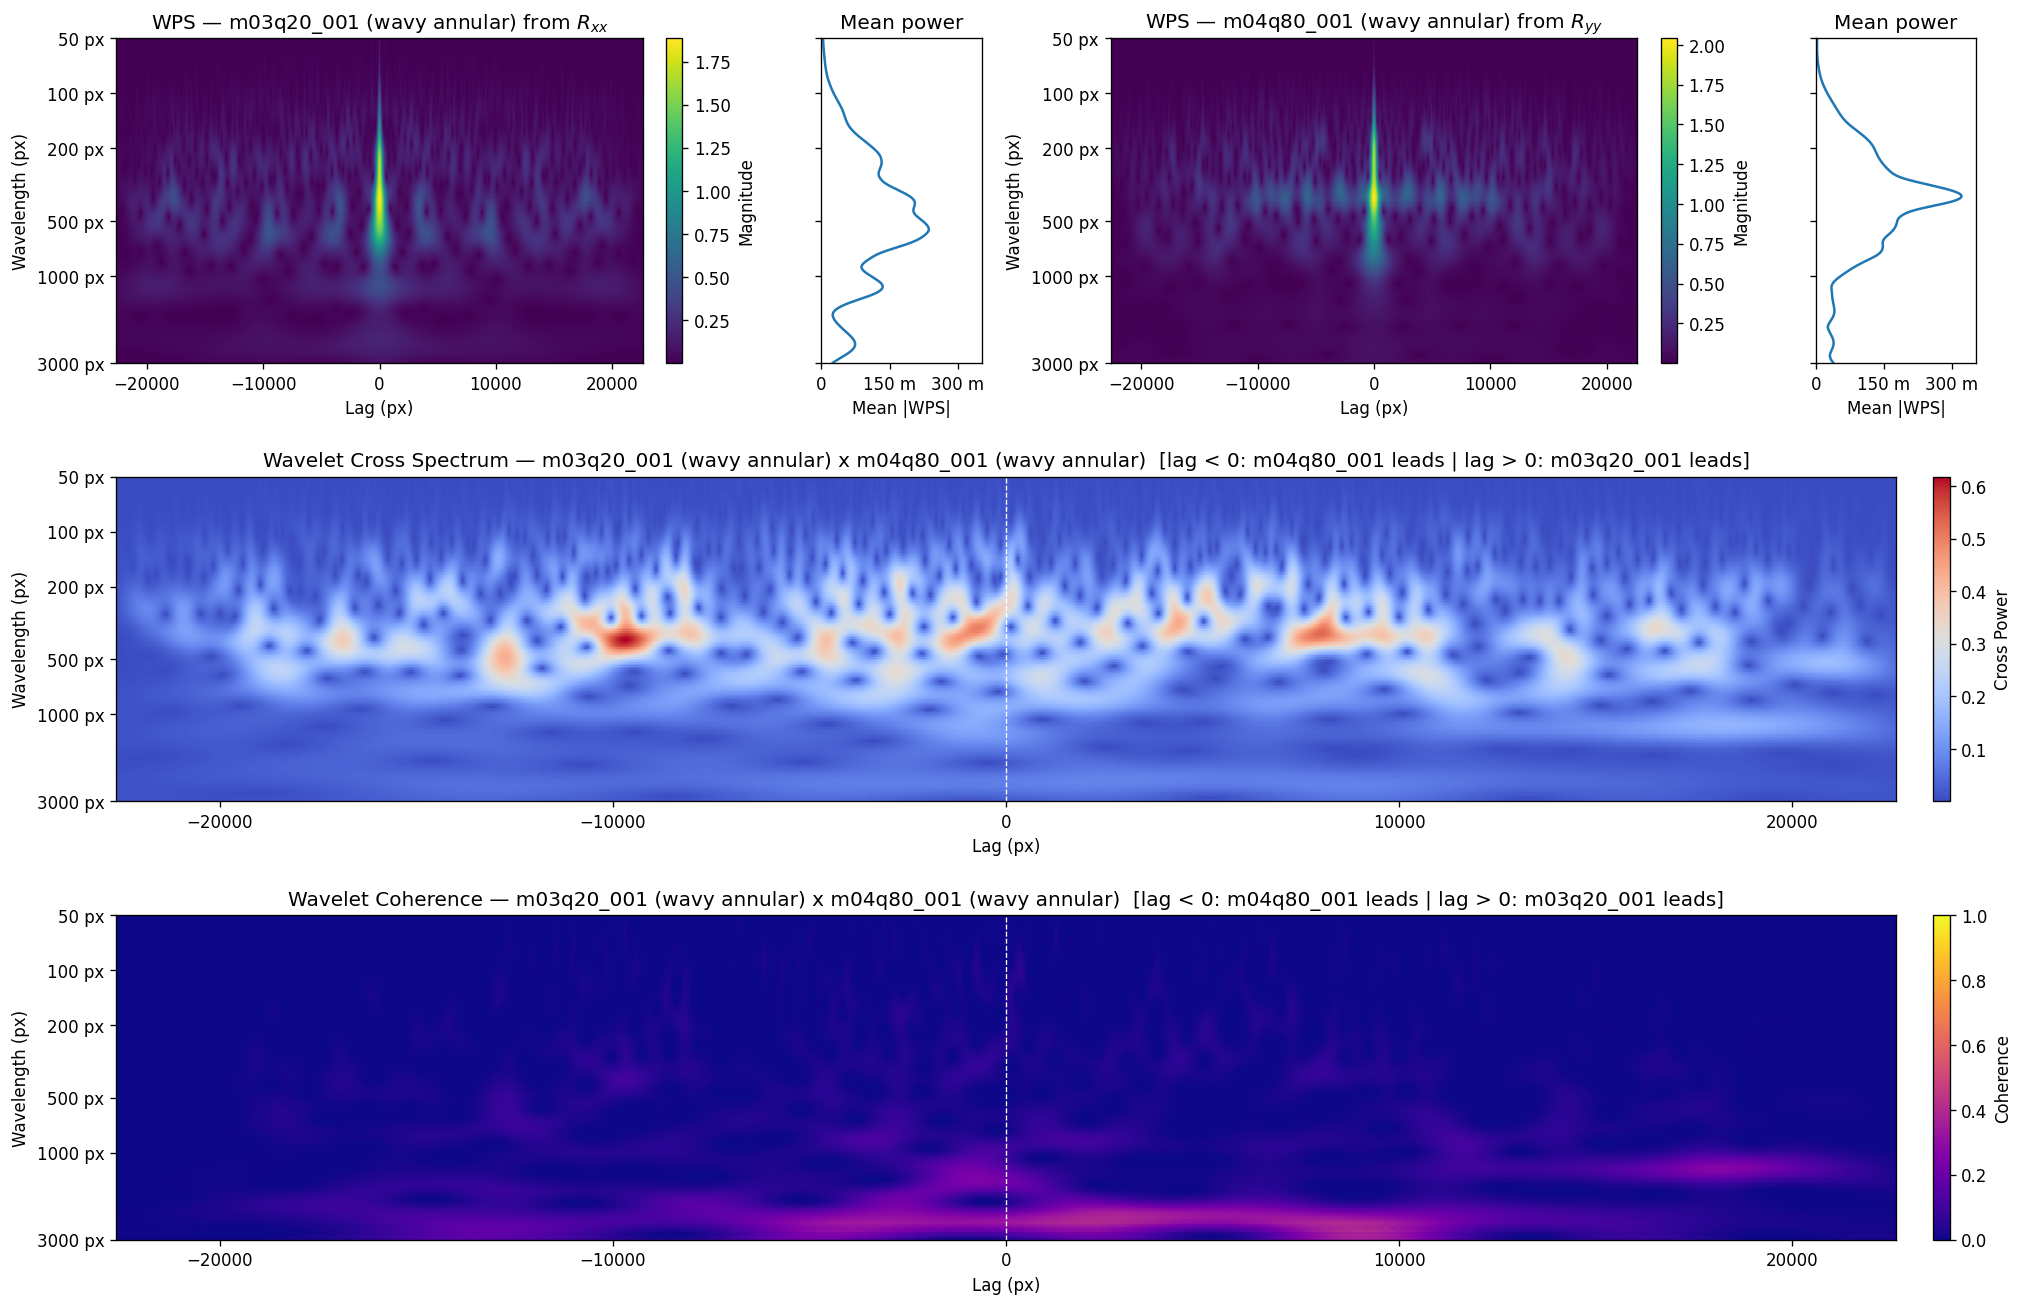 WPS — m03q20_001 (wavy annular) from Rxx
Mean power
WPS — m04q80_001 (wavy annular) from Ryy
Mean power
50 px
100 px
200 px
500 px
1000 px
3000 px
Wavelength (px)
−20000
−10000
0
10000
20000
Lag (px)
1.75
1.50
1.25
1.00
0.75
0.50
0.25
Magnitude
0
150 m
300 m
Mean |WPS|
50 px
100 px
200 px
500 px
1000 px
3000 px
Wavelength (px)
−20000
−10000
0
10000
20000
Lag (px)
2.00
1.75
1.50
1.25
1.00
0.75
0.50
0.25
Magnitude
0
150 m
300 m
Mean |WPS|
Wavelet Cross Spectrum — m03q20_001 (wavy annular) x m04q80_001 (wavy annular)  [lag < 0: m04q80_001 leads | lag > 0: m03q20_001 leads]
50 px
100 px
200 px
500 px
1000 px
3000 px
Wavelength (px)
−20000
−10000
0
10000
20000
Lag (px)
0.6
0.5
0.4
0.3
0.2
0.1
Cross Power
Wavelet Coherence — m03q20_001 (wavy annular) x m04q80_001 (wavy annular)  [lag < 0: m04q80_001 leads | lag > 0: m03q20_001 leads]
50 px
100 px
200 px
500 px
1000 px
3000 px
Wavelength (px)
−20000
−10000
0
10000
20000
Lag (px)
1.0
0.8
0.6
0.4
0.2
0.0
Coherence